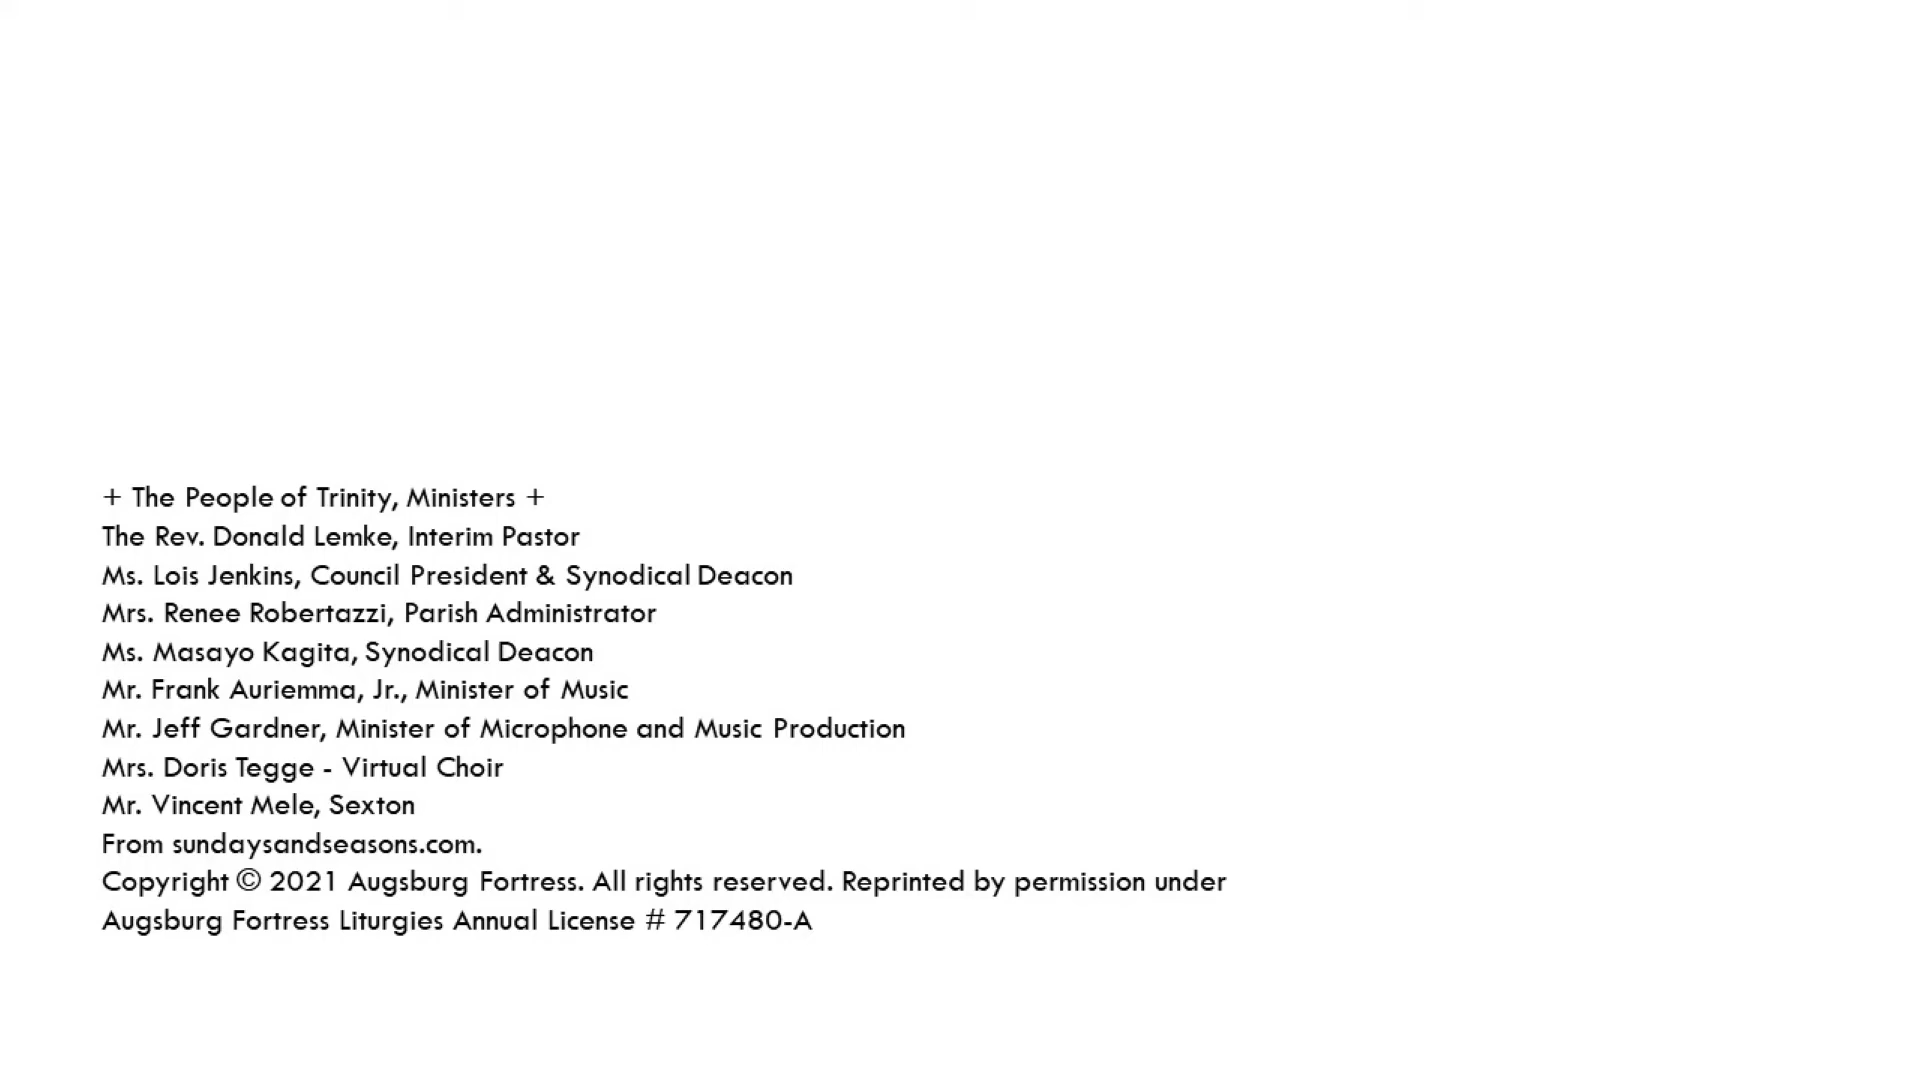 + The People of Trinity, Ministers +
The Rev. Donald Lemke, Interim Pastor
Ms. Lois Jenkins, Council President & Synodical Deacon
Mrs. Renee Robertazzi, Parish Administrator
Ms. Masayo Kagita, Synodical Deacon
Mr. Frank Auriemma, Jr., Minister of Music
Mr. Jeff Gardner, Minister of Microphone and Music Production
Mrs. Doris Tegge - Virtual Choir
Mr. Vincent Mele, Sexton
From sundaysandseasons.com.
Copyright © 2021 Augsburg Fortress. All rights reserved. Reprinted by permission under
Augsburg Fortress Liturgies Annual License # 717480-A